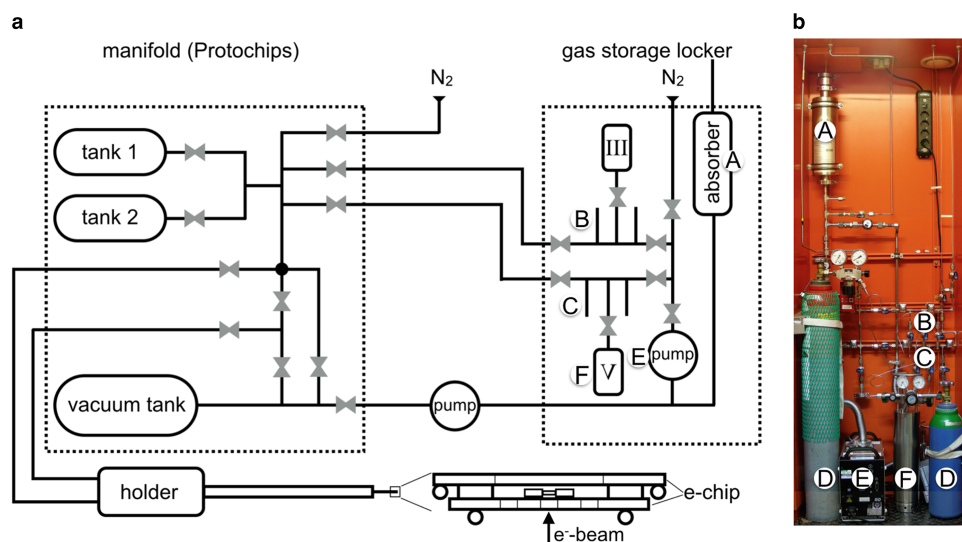 a
b
manifold (Protochips)
gas storage locker
N2
N2
tank 1
tank 2
vacuum tank
III
absorber
A
B
C
E
pump
F
V
pump
holder
e-chip
e--beam
A
B
C
D
E
F
D